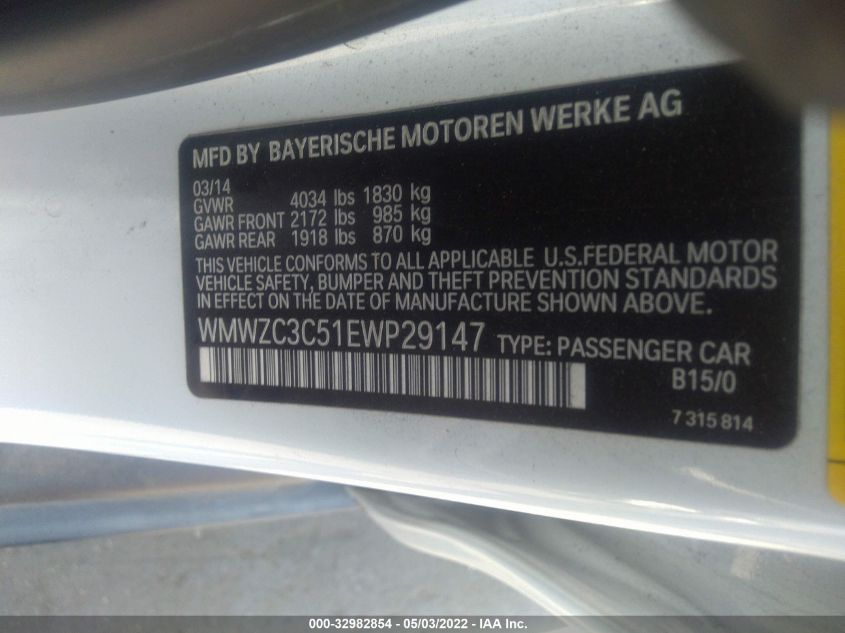 MFD BY BAYERISCHE MOTOREN WERKE AG
03/14
GVWR 4034 lbs 1830 kg
GAWR FRONT 2172 lbs 985 kg
GAWR REAR 1918 lbs 870 kg
THIS VEHICLE CONFORMS TO ALL APPLICABLE U.S.FEDERAL MOTOR
VEHICLE SAFETY, BUMPER AND THEFT PREVENTION STANDARDS
IN EFFECT ON THE DATE OF MANUFACTURE SHOWN ABOVE.
WMWZC3C51EWP29147 TYPE: PASSENGER CAR
B15/0
7 315 814
000-32982854 - 05/03/2022 - IAA Inc.